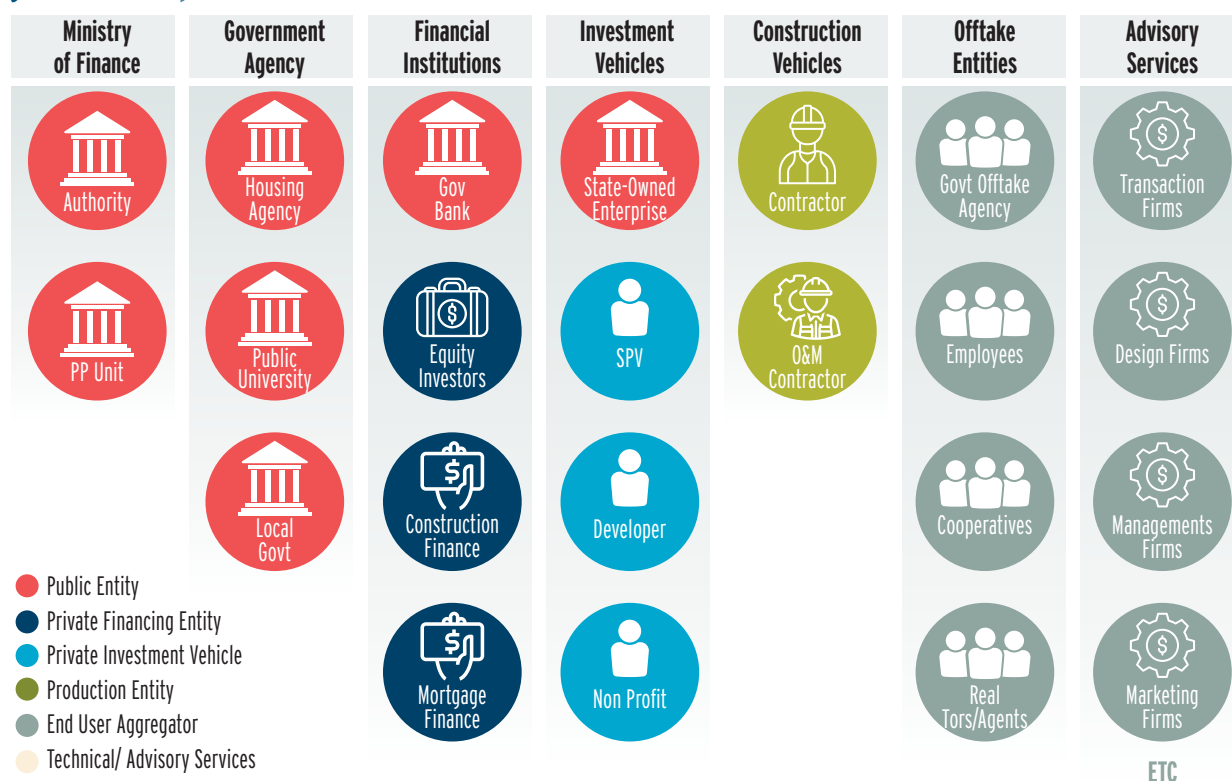 Ministry
of Finance
Government
Agency
Financial
Institutions
Investment
Vehicles
Construction
Vehicles
Offtake
Entities
Advisory
Services
Authority
Housing
Agency
Gov
Bank
State-Owned
Enterprise
Contractor
Govt Offtake
Agency
$
Transaction
Firms
PP Unit
Public
University
$
Equity
Investors
SPV
O&M
Contractor
Employees
$
Design Firms
Local
Govt
$
Construction
Finance
Developer
Cooperatives
$
Managements
Firms
$
Mortgage
Finance
Non Profit
Real
Tors/Agents
$
Marketing
Firms
ETC
Public Entity
Private Financing Entity
Private Investment Vehicle
Production Entity
End User Aggregator
Technical/ Advisory Services